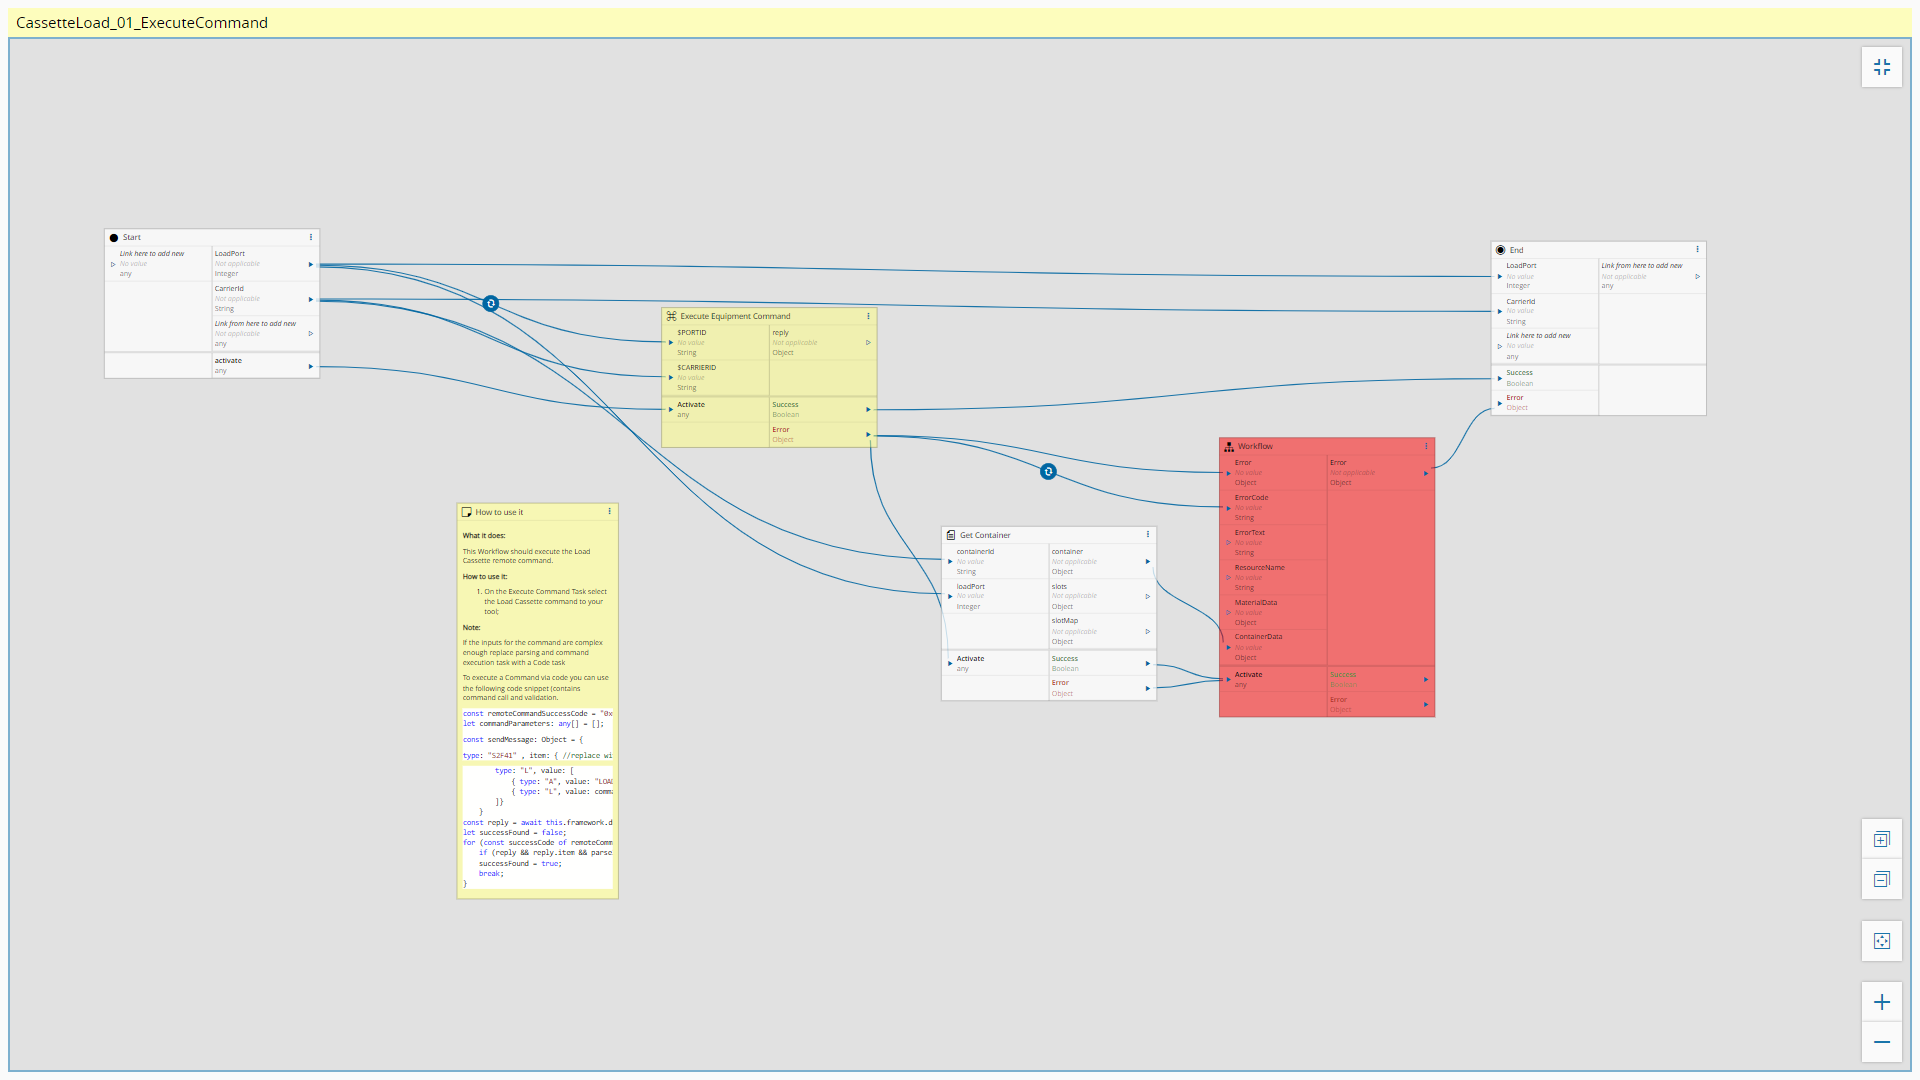 CassetteLoad_01_ExecuteCommand
Start
Link here to add new
No value
any
LoadPort
Not applicable
Integer
CarrierId
Not applicable
String
Link from here to add new
Not applicable
any
activate
any
Execute Equipment Command
$PORTID
No value
String
$CARRIERID
No value
String
Activate
any
reply
Not applicable
Object
Success
Boolean
Error
Object
End
LoadPort
No value
Integer
CarrierId
No value
String
Link here to add new
No value
any
Success
Boolean
Error
Object
Link from here to add new
Not applicable
any
How to use it
What it does:
This Workflow should execute the Load
Cassette remote command.
How to use it:
1. On the Execute Command Task select
the Load Cassette command to your
tool;
Note:
If the inputs for the command are complex
enough replace parsing and command
execution task with a Code task
To execute a Command via code you can use
the following code snippet (contains
command call and validation.
const remoteCommandSuccessCode = "0x
let commandParameters: any[] = [];
const sendMessage: Object = {
type: "S2F41" , item: { //replace wi
type: "L", value: [
{ type: "A", value: "LOA
{ type: "L", value: comm
]}
}
const reply = await this.framework.d
let successFound = false;
for (const successCode of remoteComm
if (reply && reply.item && parse
successFound = true;
break;
}
Get Container
containerId
No value
String
loadPort
No value
Integer
Activate
any
container
Not applicable
Object
slots
Not applicable
Object
slotMap
Not applicable
Object
Success
Boolean
Error
Object
Workflow
Error
No value
Object
ErrorCode
No value
String
ErrorText
No value
String
ResourceName
No value
String
MaterialData
No value
Object
ContainerData
No value
Object
Activate
any
Error
Not applicable
Object
Success
Boolean
Error
Object